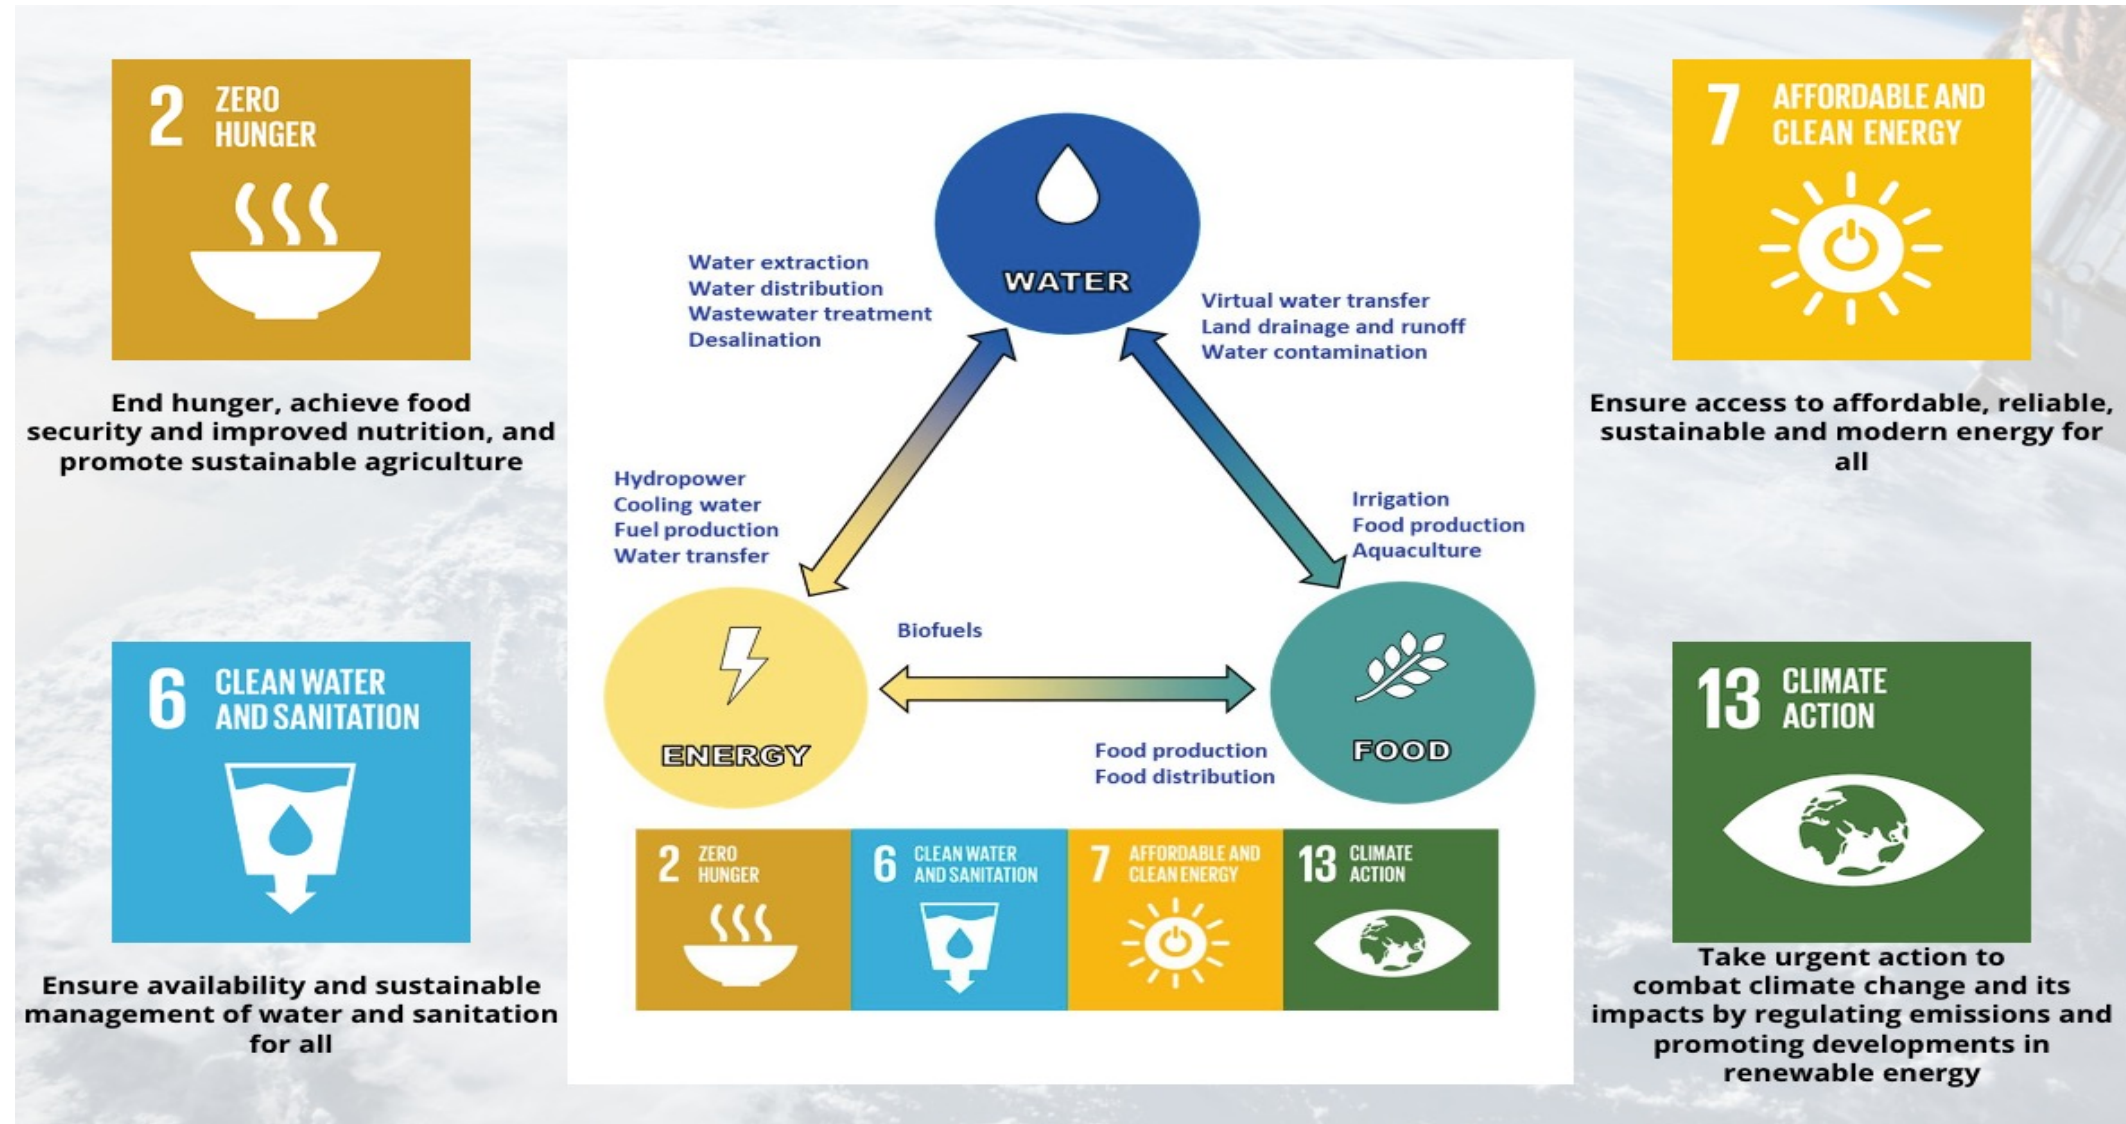 2 ZERO
HUNGER
End hunger, achieve food
security and improved nutrition, and
promote sustainable agriculture
6 CLEAN WATER
AND SANITATION
Ensure availability and sustainable
management of water and sanitation
for all
WATER
Water extraction
Water distribution
Wastewater treatment
Desalination
Virtual water transfer
Land drainage and runoff
Water contamination
Hydropower
Cooling water
Fuel production
Water transfer
Irrigation
Food production
Aquaculture
Biofuels
ENERGY
Food production
Food distribution
FOOD
2 ZERO
HUNGER
6 CLEAN WATER
AND SANITATION
7 AFFORDABLE AND
CLEAN ENERGY
13 CLIMATE
ACTION
7 AFFORDABLE AND
CLEAN ENERGY
Ensure access to affordable, reliable,
sustainable and modern energy for
all
13 CLIMATE
ACTION
Take urgent action to
combat climate change and its
impacts by regulating emissions and
promoting developments in
renewable energy